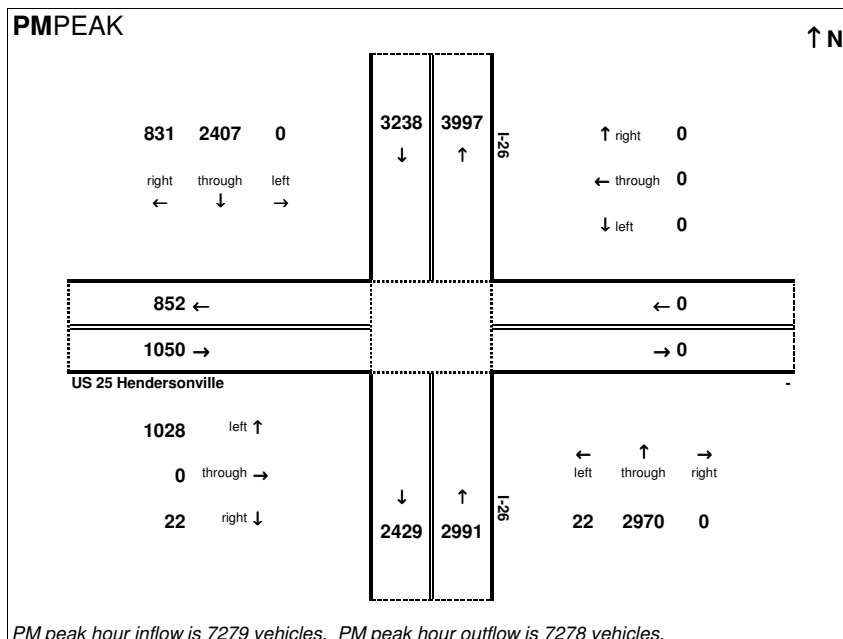 PMPEAK
↑ N
831 2407 0
right through left
← ↓ →
3238 3997
↓ ↑
I-26
↑ right 0
← through 0
↓ left 0
852 ←
← 0
1050 →
→ 0
US 25 Hendersonville
-
1028 left ↑
0 through →
22 right ↓
↓ ↑
2429 2991
I-26
← ↑ →
left through right
22 2970 0
PM peak hour inflow is 7279 vehicles. PM peak hour outflow is 7278 vehicles.